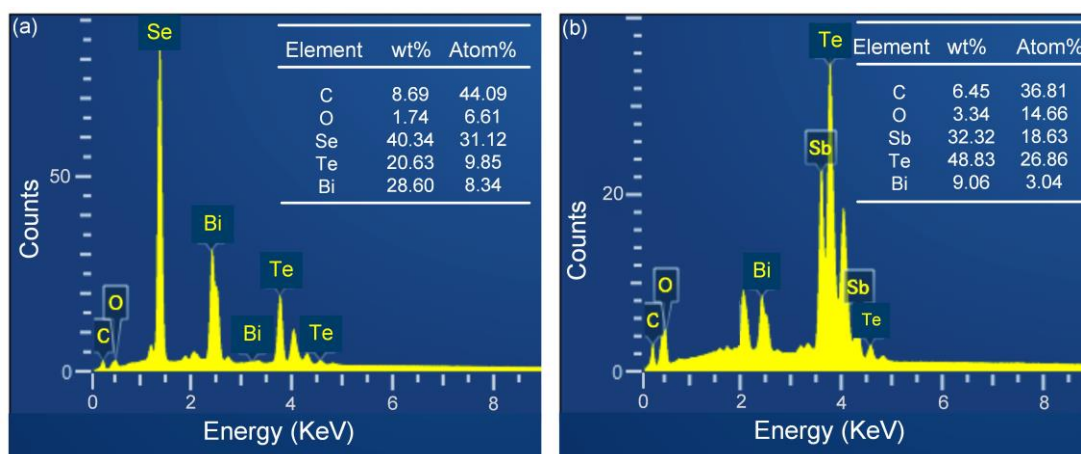 (a)
Se
Element wt% Atom%
C 8.69 44.09
O 1.74 6.61
Se 40.34 31.12
Te 20.63 9.85
Bi 28.60 8.34
50
Counts
Bi
Te
O
C
Bi
Te
0
0 2 4 6 8
Energy (KeV)
(b)
Te
Element wt% Atom%
C 6.45 36.81
O 3.34 14.66
Sb 32.32 18.63
Te 48.83 26.86
Bi 9.06 3.04
Sb
20
Counts
O
Bi
Sb
C
Te
0
0 2 4 6 8
Energy (KeV)